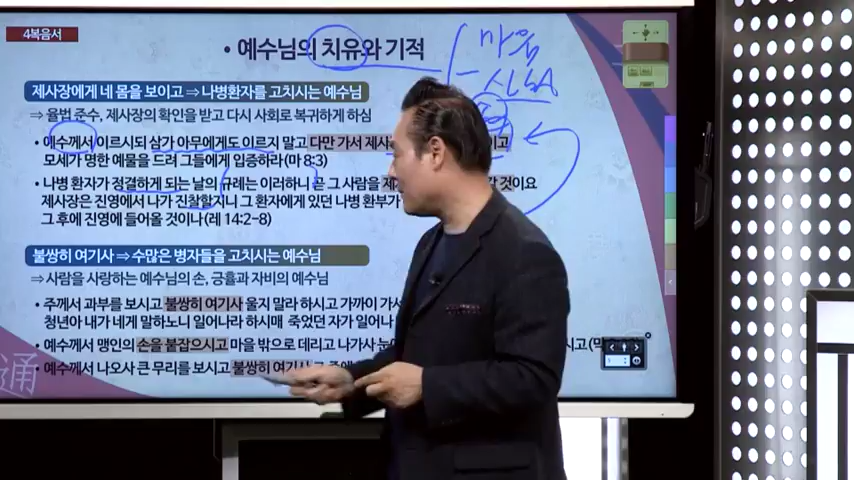 4복음서
• 예수님의 치유와 기적
마음
제사장에게 네 몸을 보이고 ⇒ 나병환자를 고치시는 예수님
⇒ 율법 준수, 제사장의 확인을 받고 다시 사회로 복귀하게 하심
• 예수께서 이르시되 삼가 아무에게도 이르지 말고 다만 가서 제사 이고
모세가 명한 예물을 드려 그들에게 입증하라(마 8:3)
• 나병 환자가 정결하게 되는 날의 규례는 이러하니 곧 그 사람을 제 갈 것이요
제사장은 진영에서 나가 진찰할지니 그 환자에게 있던 나병 환부가
그 후에 진영에 들어올 것이나(레 14:2-8)
불쌍히 여기사 ⇒ 수많은 병자들을 고치시는 예수님
⇒ 사람을 사랑하는 예수님의 손, 긍휼과 자비의 예수님
• 주께서 과부를 보시고 불쌍히 여기사 울지 말라 하시고 가까이 가서
청년아 내가 네게 말하노니 일어나라 하시매 죽었던 자가 일어나
• 예수께서 맹인의 손을 붙잡으시고 마을 밖으로 데리고 나가사 눈에 시고 (막
• 예수께서 나오사 큰 무리를 보시고 불쌍히 여기사
通